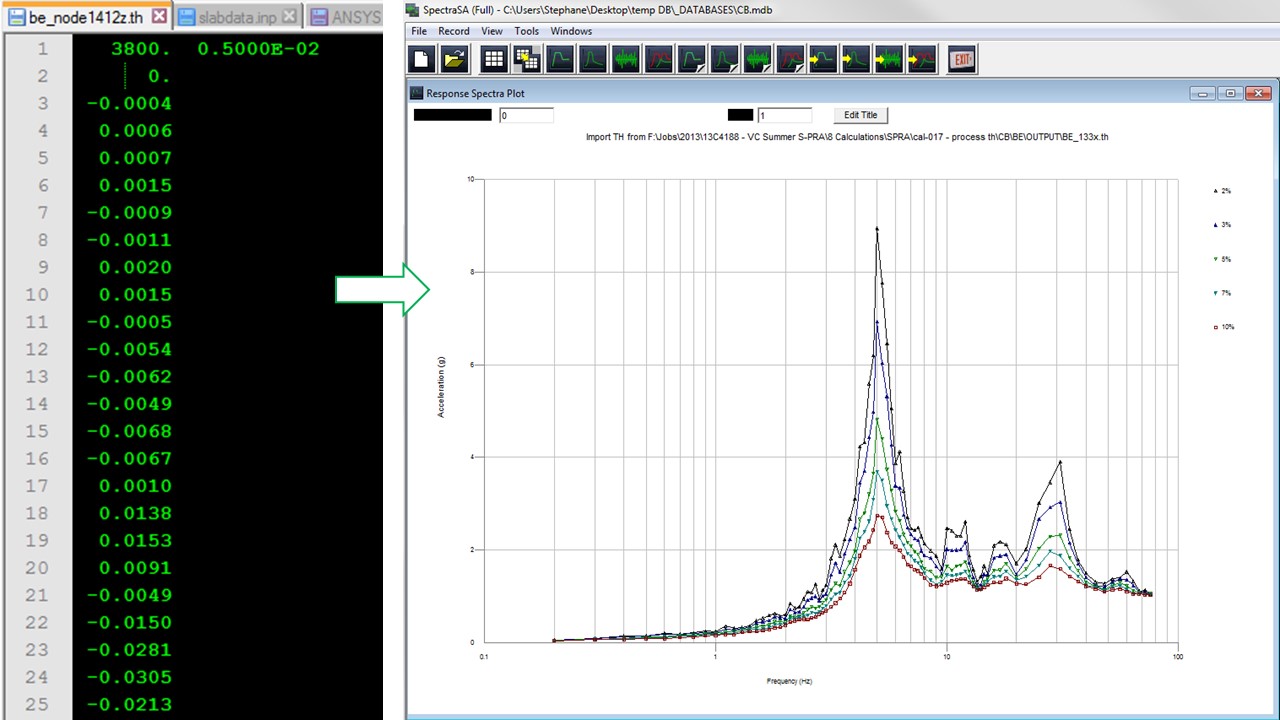 be_node1412z.th
slabdata.inp
ANSYS
1 3800. 0.5000E-02
2 0.
3 -0.0004
4 0.0006
5 0.0007
6 0.0015
7 -0.0009
8 -0.0011
9 0.0020
10 0.0015
11 -0.0005
12 -0.0054
13 -0.0062
14 -0.0049
15 -0.0068
16 -0.0067
17 0.0010
18 0.0138
19 0.0153
20 0.0091
21 -0.0049
22 -0.0150
23 -0.0281
24 -0.0305
25 -0.0213
SpectraSA (Full) - C:\Users\Stephane\Desktop\temp DB\_DATABASES\CB.mdb
File Record View Tools Windows
EXIT
Response Spectra Plot
0 1 Edit Title
Import TH from F:\Jobs\2013\13C4188 - VC Summer S-PRA\8 Calculations\SPRA\cal-017 - process th\CB\BE\OUTPUT\BE_133x.th
10
8
6
4
2
0
Acceleration (g)
0.1 1 10 100
Frequency (Hz)
2%
3%
5%
7%
10%